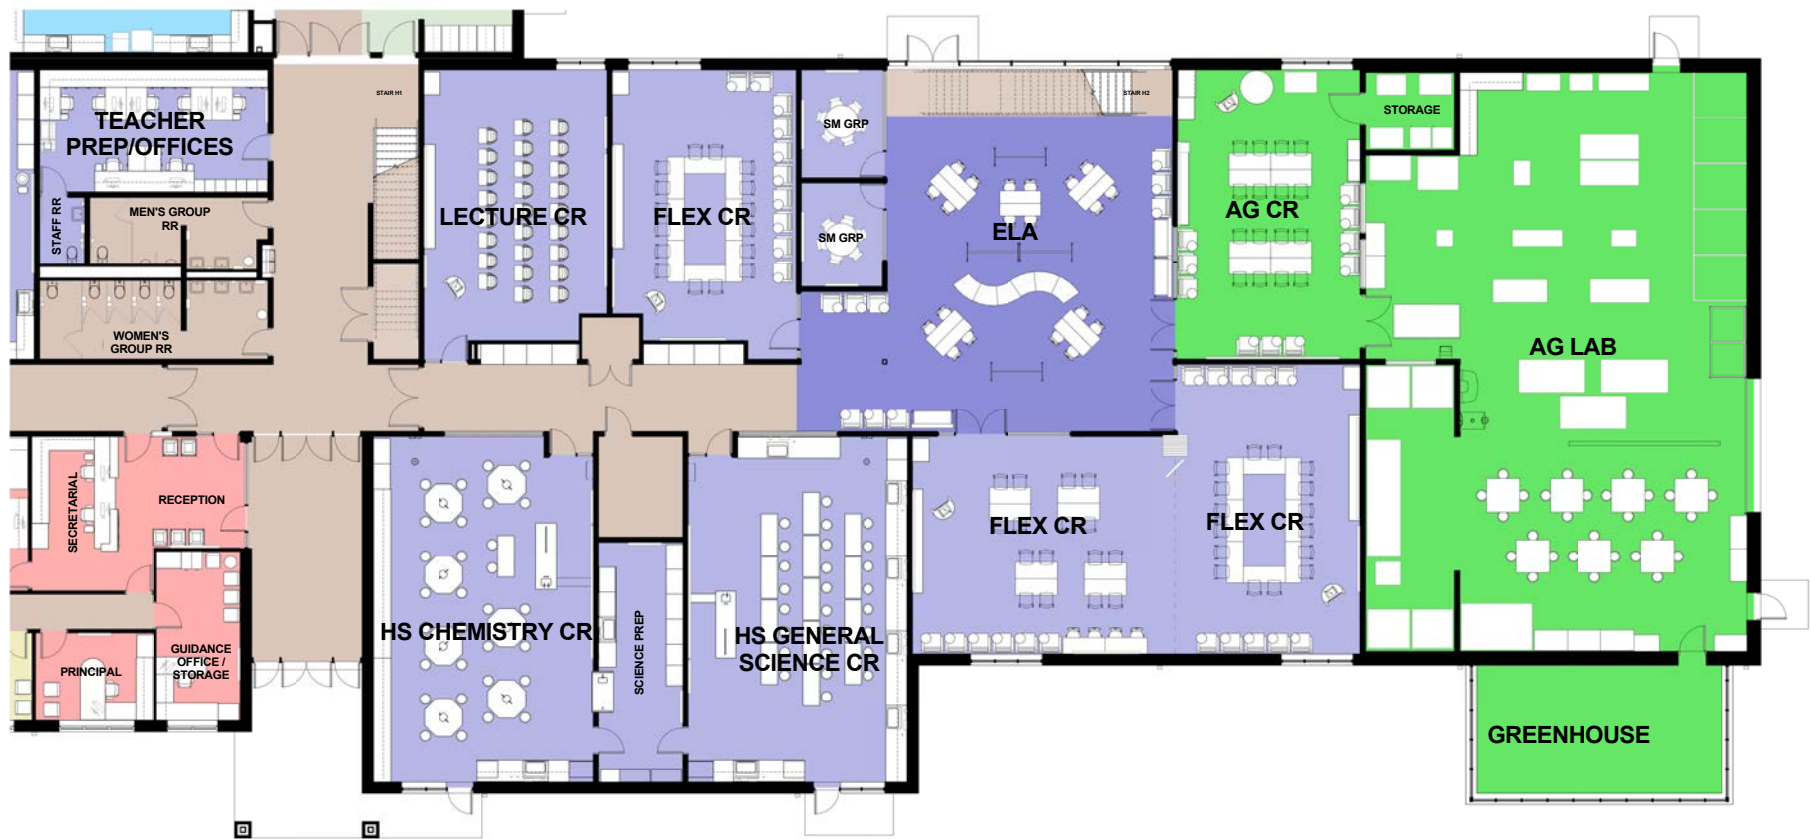 STAIR H1
STAIR H2
TEACHER
PREP/OFFICES
SM GRP
STORAGE
STAFF RR
MEN'S GROUP
RR
LECTURE CR
FLEX CR
SM GRP
ELA
AG CR
WOMEN'S
GROUP RR
AG LAB
SECRETARIAL
RECEPTION
FLEX CR
FLEX CR
HS CHEMISTRY CR
SCIENCE PREP
HS GENERAL
SCIENCE CR
PRINCIPAL
GUIDANCE
OFFICE /
STORAGE
GREENHOUSE